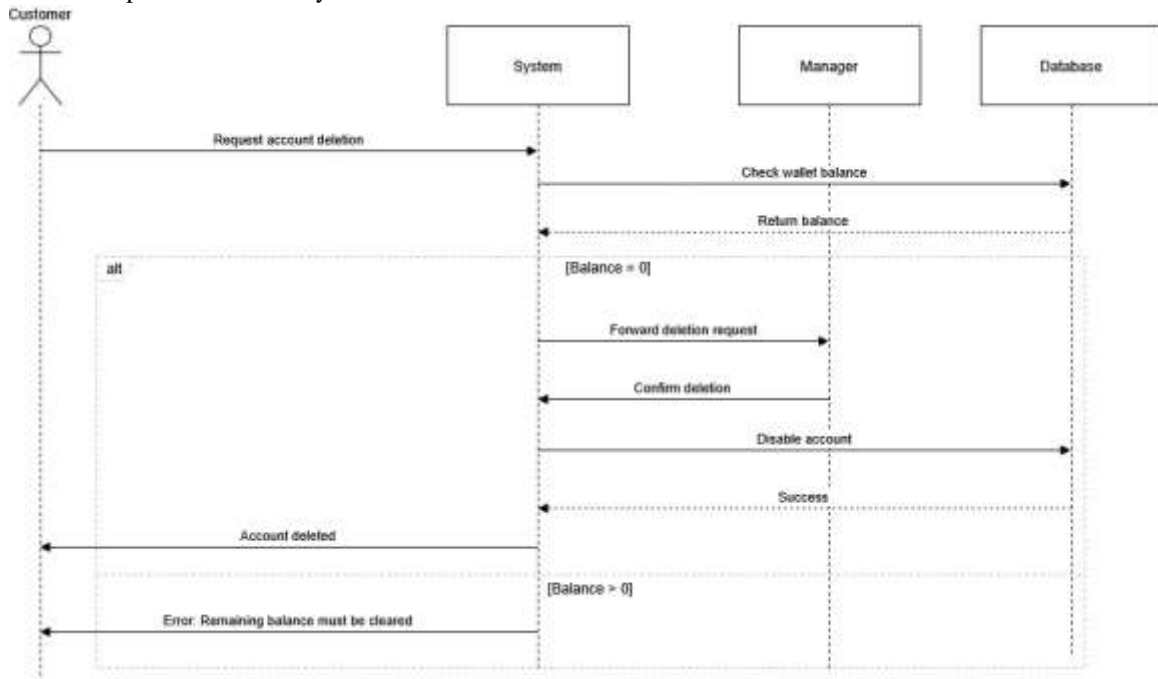 Customer
System
Manager
Database
Request account deletion
Check wallet balance
Return balance
alt
[Balance = 0]
Forward deletion request
Confirm deletion
Disable account
Success
Account deleted
[Balance > 0]
Error: Remaining balance must be cleared